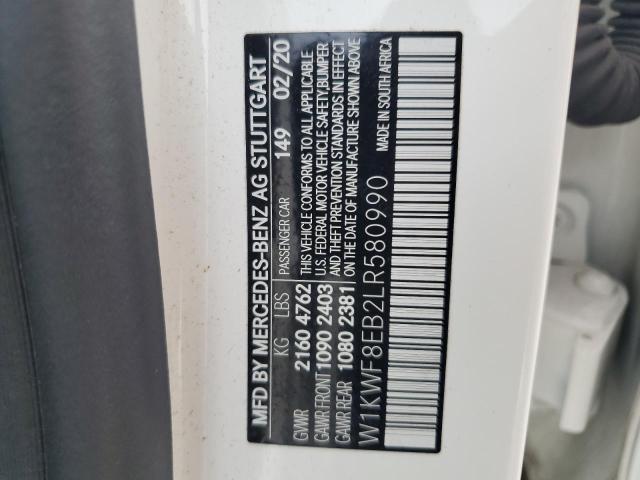 MFD BY MERCEDES-BENZ AG STUTTGART
KG LBS PASSENGER CAR 149 02/20
GVWR 2160 4762 THIS VEHICLE CONFORMS TO ALL APPLICABLE
GAWR FRONT 1090 2403 U.S. FEDERAL MOTOR VEHICLE SAFETY,BUMPER
GAWR REAR 1080 2381 AND THEFT PREVENTION STANDARDS IN EFFECT
ON THE DATE OF MANUFACTURE SHOWN ABOVE
W1KWF8EB2LR580990 MADE IN SOUTH AFRICA